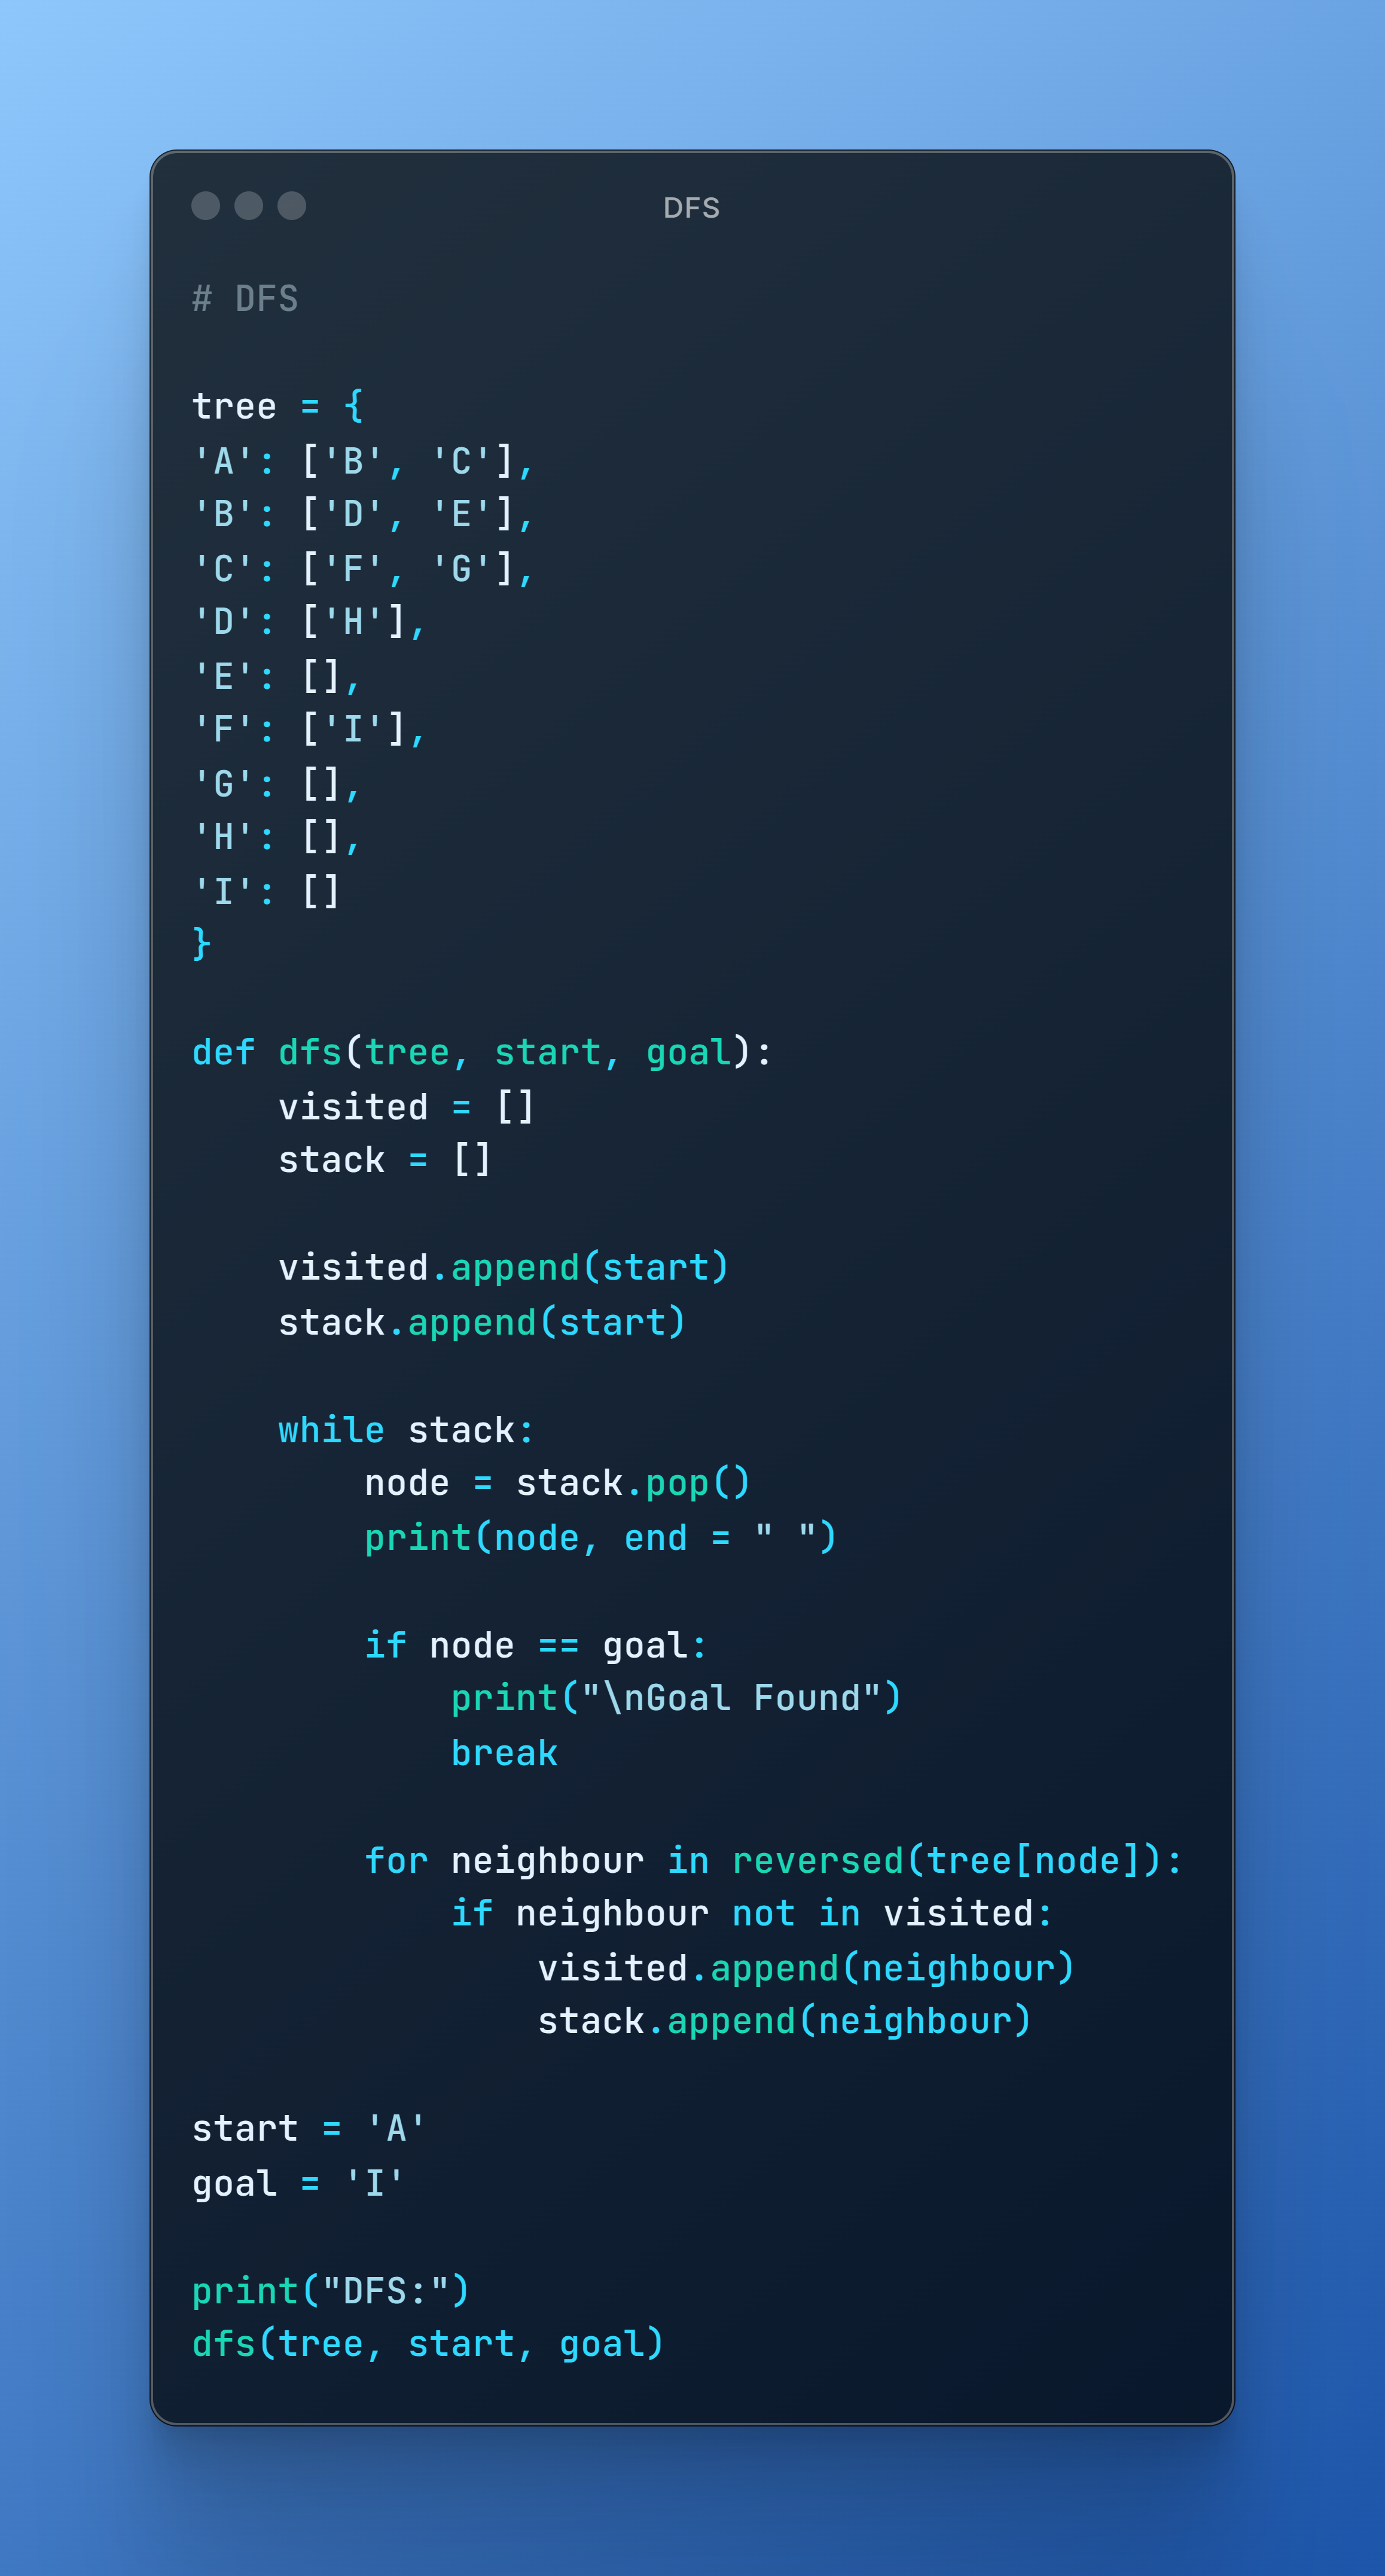 DFS
# DFS
tree = {
'A': ['B', 'C'],
'B': ['D', 'E'],
'C': ['F', 'G'],
'D': ['H'],
'E': [],
'F': ['I'],
'G': [],
'H': [],
'I': []
}
def dfs(tree, start, goal):
    visited = []
    stack = []
    visited.append(start)
    stack.append(start)
    while stack:
        node = stack.pop()
        print(node, end = " ")
        if node == goal:
            print("\nGoal Found")
            break
        for neighbour in reversed(tree[node]):
            if neighbour not in visited:
                visited.append(neighbour)
                stack.append(neighbour)
start = 'A'
goal = 'I'
print("DFS:")
dfs(tree, start, goal)